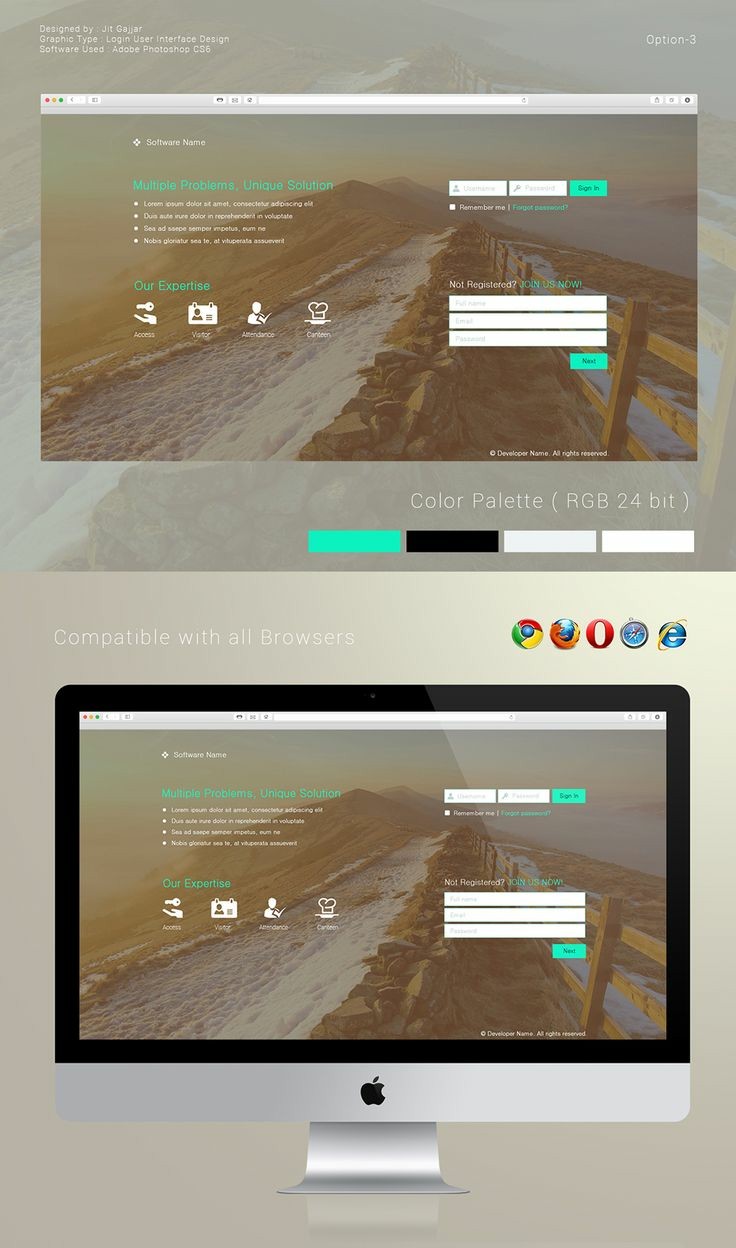 Designed by : Jit Gajjar
Graphic Type : Login User Interface Design
Software Used : Adobe Photoshop CS6
Option-3
Software Name
Multiple Problems, Unique Solution
Lorem ipsum dolor sit amet, consectetur adipiscing elit
Duis aute irure dolor in reprehenderit in voluptate
Sea ad saepe semper impetus, eum ne
Nobis gloriatur sea te, at vituperata assueverit
Username
Password
Sign In
Remember me | Forgot password?
Our Expertise
Access
Visitor
Attendance
Canteen
Not Registered? JOIN US NOW!
Full name
Email
Password
Next
© Developer Name. All rights reserved.
Color Palette ( RGB 24 bit )
Compatible with all Browsers
Software Name
Multiple Problems, Unique Solution
Lorem ipsum dolor sit amet, consectetur adipiscing elit
Duis aute irure dolor in reprehenderit in voluptate
Sea ad saepe semper impetus, eum ne
Nobis gloriatur sea te, at vituperata assueverit
Username
Password
Sign In
Remember me | Forgot password?
Our Expertise
Access
Visitor
Attendance
Canteen
Not Registered? JOIN US NOW!
Full name
Email
Password
Next
© Developer Name. All rights reserved.